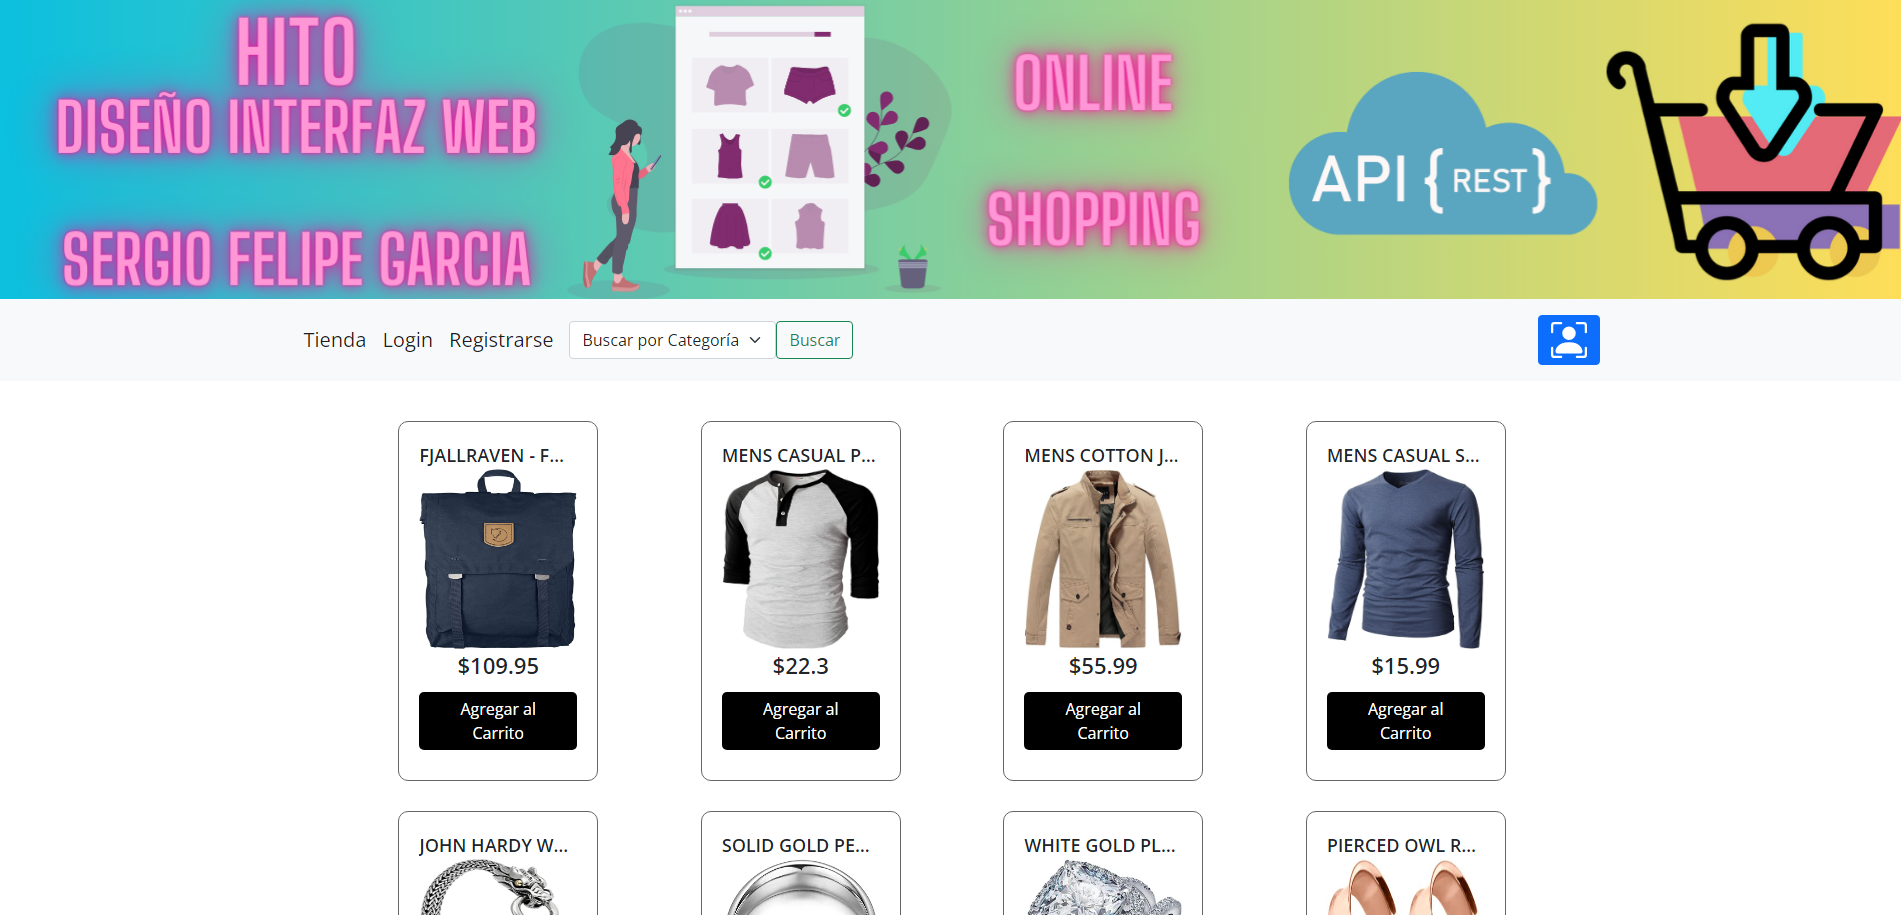 HITO
DISEÑO INTERFAZ WEB
SERGIO FELIPE GARCIA
ONLINE
SHOPPING
API {REST}
Tienda Login Registrarse Buscar por Categoría Buscar
FJALLRAVEN - F...
$109.95
Agregar al
Carrito
MENS CASUAL P...
$22.3
Agregar al
Carrito
MENS COTTON J...
$55.99
Agregar al
Carrito
MENS CASUAL S...
$15.99
Agregar al
Carrito
JOHN HARDY W...
SOLID GOLD PE...
WHITE GOLD PL...
PIERCED OWL R...